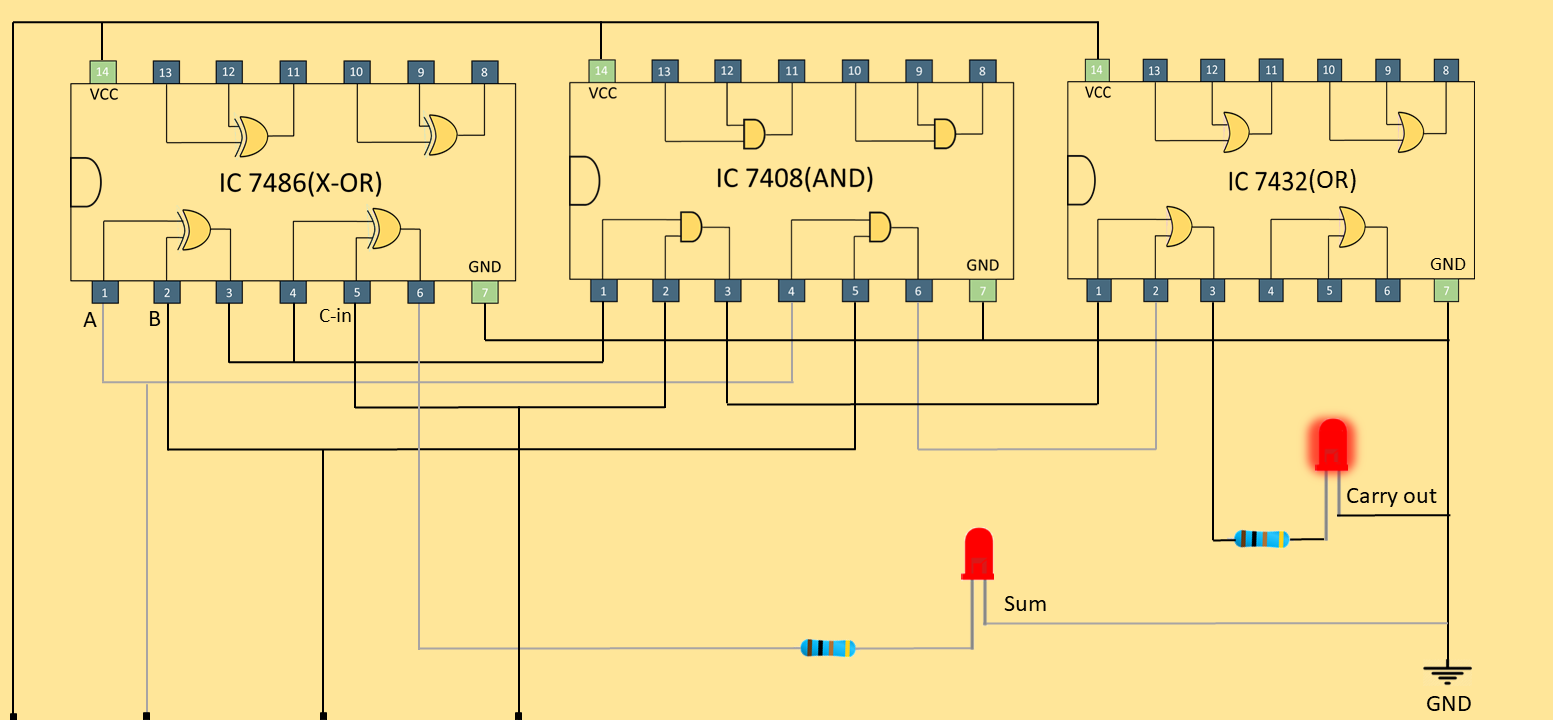 14 13 12 11 10 9 8
VCC
IC 7486(X-OR)
GND
1 2 3 4 5 6 7
A B C-in
14 13 12 11 10 9 8
VCC
IC 7408(AND)
GND
1 2 3 4 5 6 7
14 13 12 11 10 9 8
VCC
IC 7432(OR)
GND
1 2 3 4 5 6 7
Carry out
Sum
GND